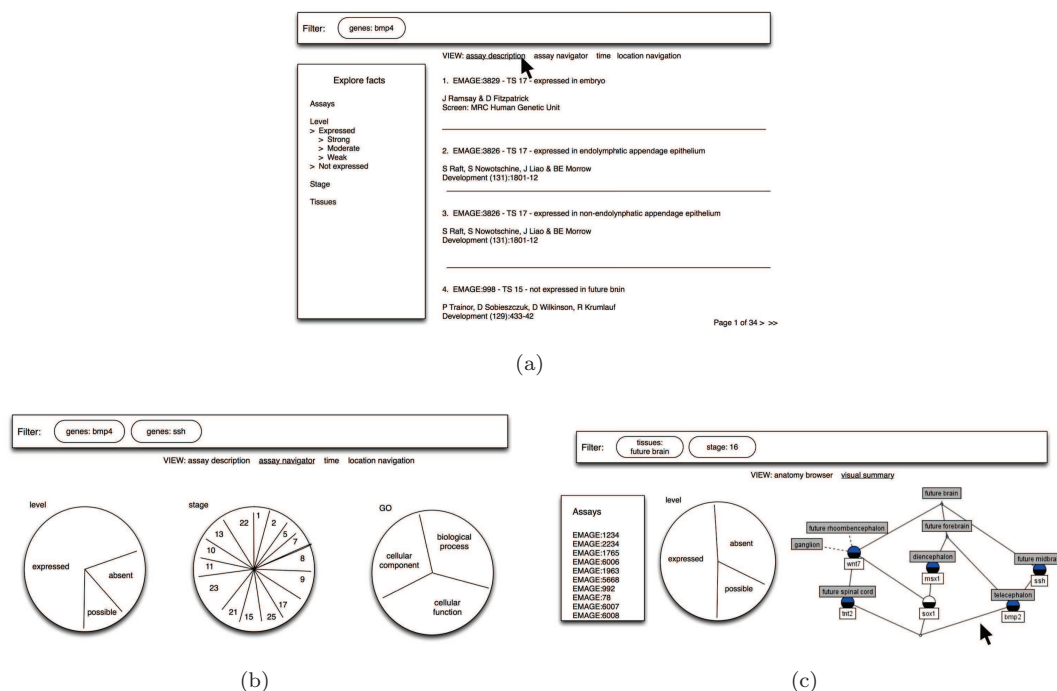 Filter: genes: bmp4
VIEW: assay description assay navigator time location navigation
Explore facts
Assays
Level
> Expressed
> Strong
> Moderate
> Weak
> Not expressed
Stage
Tissues
1. EMAGE:3829 - TS 17 - expressed in embryo
J Ramsay & D Fitzpatrick
Screen: MRC Human Genetic Unit
2. EMAGE:3826 - TS 17 - expressed in endolymphtic appendage epithelium
S Raft, S Nowotschine, J Liao & BE Morrow
Development (131):1801-12
3. EMAGE:3826 - TS 17 - expressed in non-endolynphatic appendage epithelium
S Raft, S Nowotschine, J Liao & BE Morrow
Development (131):1801-12
4. EMAGE:998 - TS 15 - not expressed in future bnin
P Trainor, D Sobieszczuk, D Wilkinson, R Krumlauf
Development (129):433-42
Page 1 of 34 > >>
(a)
Filter: genes: bmp4 genes: ssh
VIEW: assay description assay navigator time location navigation
level
expressed
absent
possible
stage
1
2
5
7
8
9
17
25
15
21
23
11
10
13
22
GO
biological
process
cellular
component
cellular
function
(b)
Filter: tissues:
future brain
stage: 16
VIEW: anatomy browser visual summary
Assays
EMAGE:1234
EMAGE:2234
EMAGE:1765
EMAGE:6006
EMAGE:1963
EMAGE:5668
EMAGE:992
EMAGE:78
EMAGE:6007
EMAGE:6008
level
expressed
absent
possible
future brain
future rhombencephalon
future forebrain
ganglion
wnt7
diencephalon
future midbra
msx1
ssh
future spinal cord
telecephalon
tnt2
sox1
bmp2
(c)